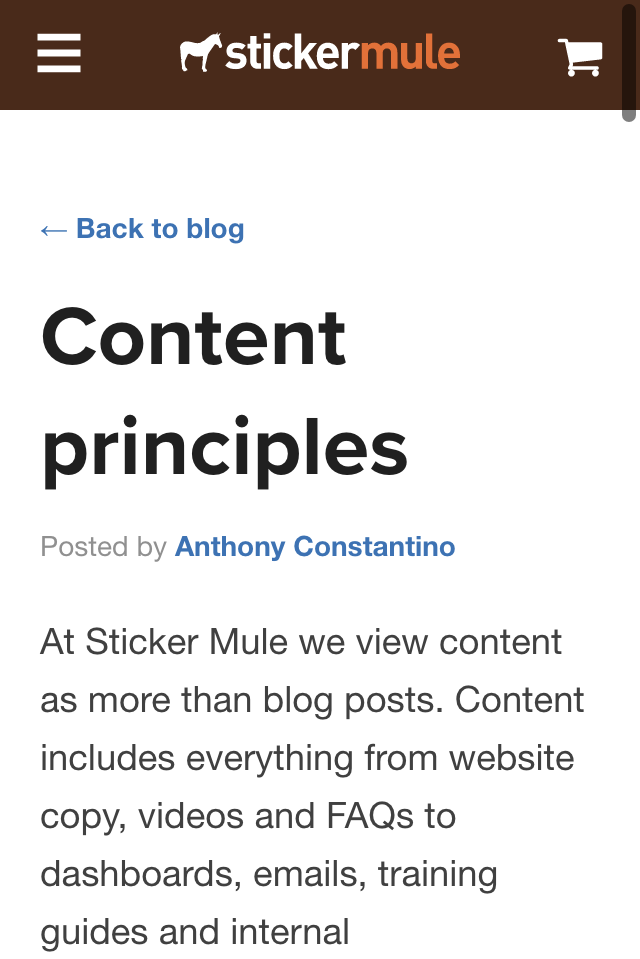 stickermule
← Back to blog
Content
principles
Posted by Anthony Constantino
At Sticker Mule we view content
as more than blog posts. Content
includes everything from website
copy, videos and FAQs to
dashboards, emails, training
guides and internal